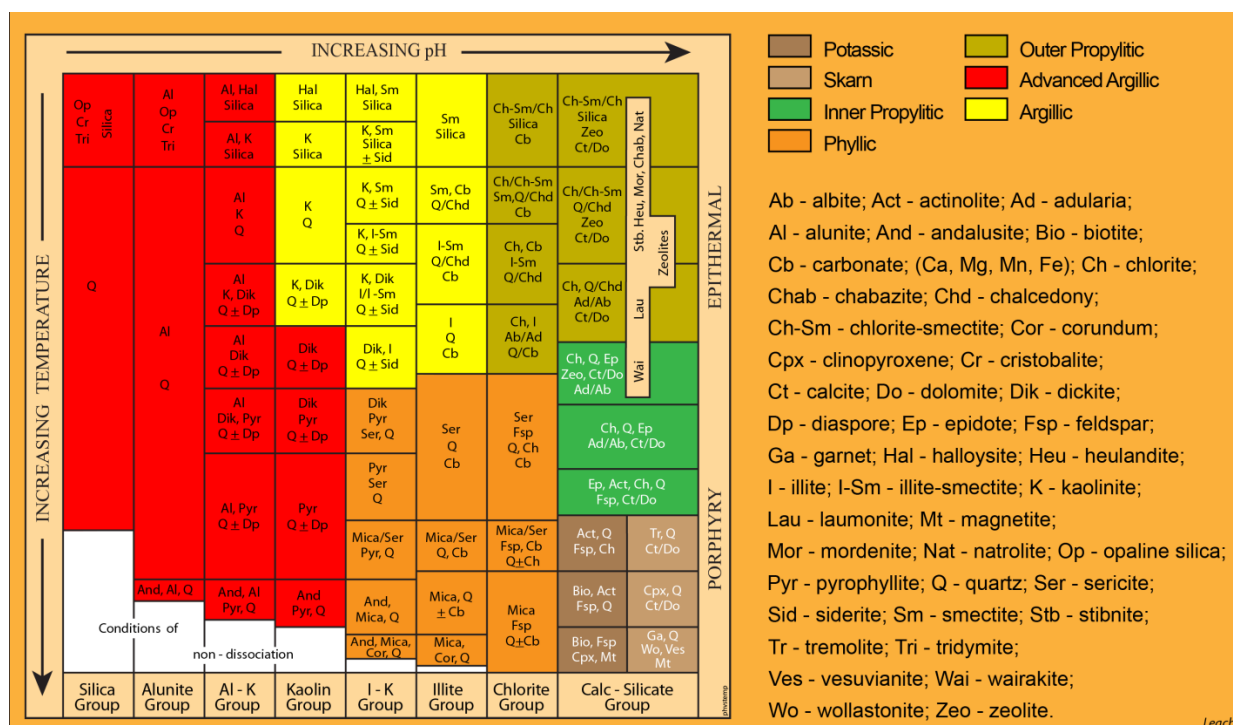 INCREASING pH
INCREASING TEMPERATURE
EPITHERMAL
PORPHYRY
Op
Cr
Tri
Silica
Q
Al
Op
Cr
Tri
Al
Q
And, Al, Q
Al, Hal
Silica
Al, K
Silica
Al
K
Q
Al
K, Dik
Q ± Dp
Al
Dik
Q ± Dp
Al
Dik, Pyr
Q ± Dp
Al, Pyr
Q ± Dp
And, Al
Pyr, Q
Hal
Silica
K
Silica
K
Q
K, Dik
Q ± Dp
Dik
Q ± Dp
Dik
Pyr
Q ± Dp
Pyr
Q ± Dp
And
Pyr, Q
Hal, Sm
Silica
K, Sm
Silica
± Sid
K, Sm
Q ± Sid
K, I-Sm
Q ± Sid
K, Dik
I/I -Sm
Q ± Sid
Dik, I
Q ± Sid
Dik
Pyr
Ser, Q
Pyr
Ser
Q
Mica/Ser
Pyr, Q
And,
Mica, Q
And, Mica,
Cor, Q
Sm
Silica
Sm, Cb
Q/Chd
I-Sm
Q/Chd
Cb
I
Q
Cb
Ser
Q
Cb
Mica/Ser
Q, Cb
Mica, Q
± Cb
Mica,
Cor, Q
Ch-Sm/Ch
Silica
Cb
Ch/Ch-Sm
Sm,Q/Chd
Cb
Ch, Cb
I-Sm
Q/Chd
Ch, I
Ab/Ad
Q/Cb
Ser
Fsp
Q, Ch
Cb
Mica/Ser
Fsp, Cb
Q±Ch
Mica
Fsp
Q±Cb
Ch-Sm/Ch
Silica
Zeo
Ct/Do
Ch/Ch-Sm
Q/Chd
Zeo
Ct/Do
Ch, Q/Chd
Ad/Ab
Ct/Do
Ch, Q, Ep
Zeo, Ct/Do
Ad/Ab
Ch, Q, Ep
Ad/Ab, Ct/Do
Ep, Act, Ch, Q
Fsp, Ct/Do
Act, Q
Fsp, Ch
Bio, Act
Fsp, Q
Bio, Fsp
Cpx, Mt
Tr, Q
Ct/Do
Cpx, Q
Ct/Do
Ga, Q
Wo, Ves
Mt
Stb. Heu, Mor, Chab, Nat
Zeolites
Lau
Wai
Conditions of
non - dissociation
Silica
Group
Alunite
Group
Al - K
Group
Kaolin
Group
I - K
Group
Illite
Group
Chlorite
Group
Calc - Silicate
Group
Potassic
Skarn
Inner Propylitic
Phyllic
Outer Propylitic
Advanced Argillic
Argillic
Ab - albite; Act - actinolite; Ad - adularia;
Al - alunite; And - andalusite; Bio - biotite;
Cb - carbonate; (Ca, Mg, Mn, Fe); Ch - chlorite;
Chab - chabazite; Chd - chalcedony;
Ch-Sm - chlorite-smectite; Cor - corundum;
Cpx - clinopyroxene; Cr - cristobalite;
Ct - calcite; Do - dolomite; Dik - dickite;
Dp - diaspore; Ep - epidote; Fsp - feldspar;
Ga - garnet; Hal - halloysite; Heu - heulandite;
I - illite; I-Sm - illite-smectite; K - kaolinite;
Lau - laumonite; Mt - magnetite;
Mor - mordenite; Nat - natrolite; Op - opaline silica;
Pyr - pyrophyllite; Q - quartz; Ser - sericite;
Sid - siderite; Sm - smectite; Stb - stibnite;
Tr - tremolite; Tri - tridymite;
Ves - vesuvianite; Wai - wairakite;
Wo - wollastonite; Zeo - zeolite.